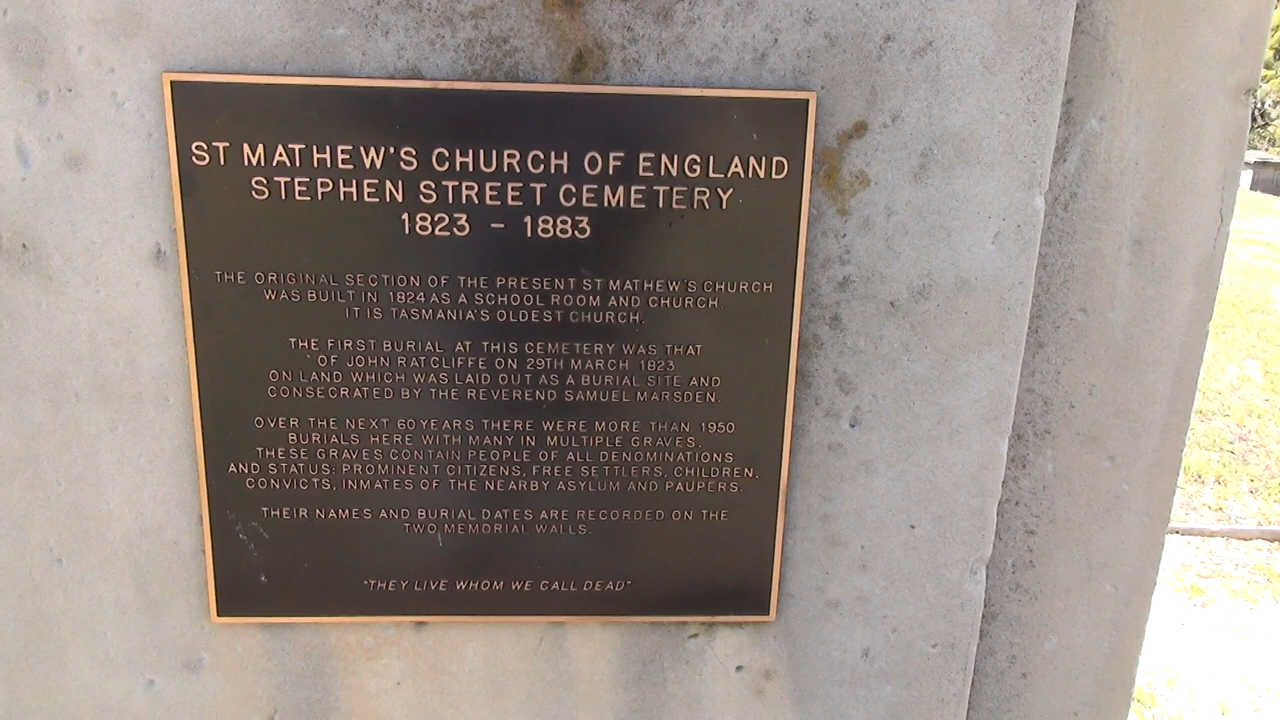 ST MATHEW'S CHURCH OF ENGLAND
STEPHEN STREET CEMETERY
1823 - 1883
THE ORIGINAL SECTION OF THE PRESENT ST MATHEW'S CHURCH
WAS BUILT IN 1824 AS A SCHOOL ROOM AND CHURCH.
IT IS TASMANIA'S OLDEST CHURCH.
THE FIRST BURIAL AT THIS CEMETERY WAS THAT
OF JOHN RATCLIFFE ON 29TH MARCH 1823
ON LAND WHICH WAS LAID OUT AS A BURIAL SITE AND
CONSECRATED BY THE REVEREND SAMUEL MARSDEN.
OVER THE NEXT 60 YEARS THERE WERE MORE THAN 1950
BURIALS HERE WITH MANY IN MULTIPLE GRAVES.
THESE GRAVES CONTAIN PEOPLE OF ALL DENOMINATIONS
AND STATUS: PROMINENT CITIZENS, FREE SETTLERS, CHILDREN,
CONVICTS, INMATES OF THE NEARBY ASYLUM AND PAUPERS.
THEIR NAMES AND BURIAL DATES ARE RECORDED ON THE
TWO MEMORIAL WALLS.
"THEY LIVE WHOM WE CALL DEAD"